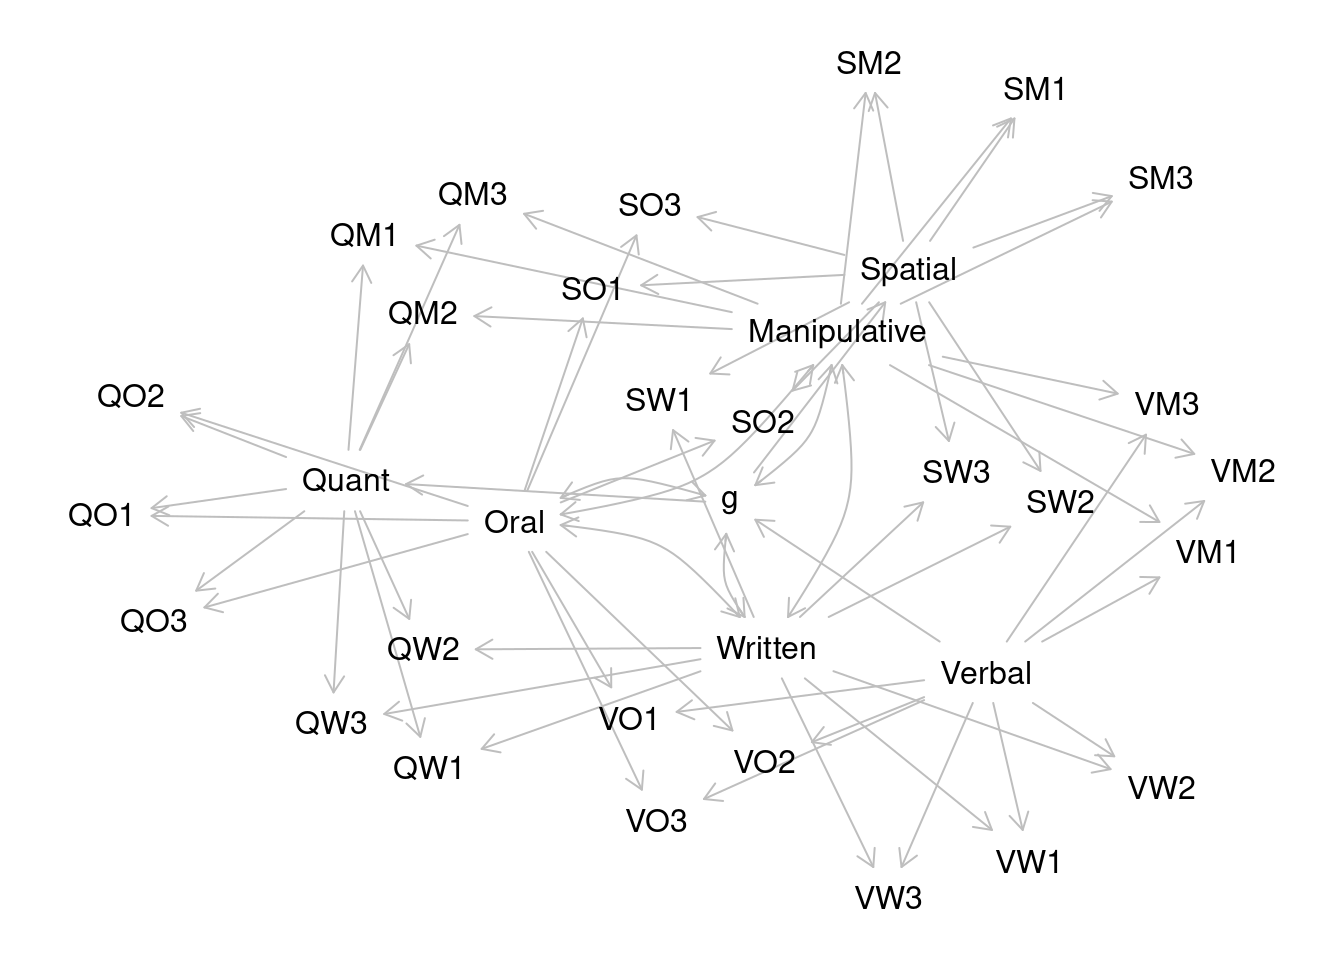 SM2
SM1
SM3
QM3
SO3
QM1
Spatial
SO1
QM2
Manipulative
QO2
SW1
VM3
SO2
SW3
VM2
Quant
g
SW2
QO1
Oral
VM1
QO3
QW2
Written
Verbal
QW3
VO1
VO2
QW1
VW2
VO3
VW1
VW3